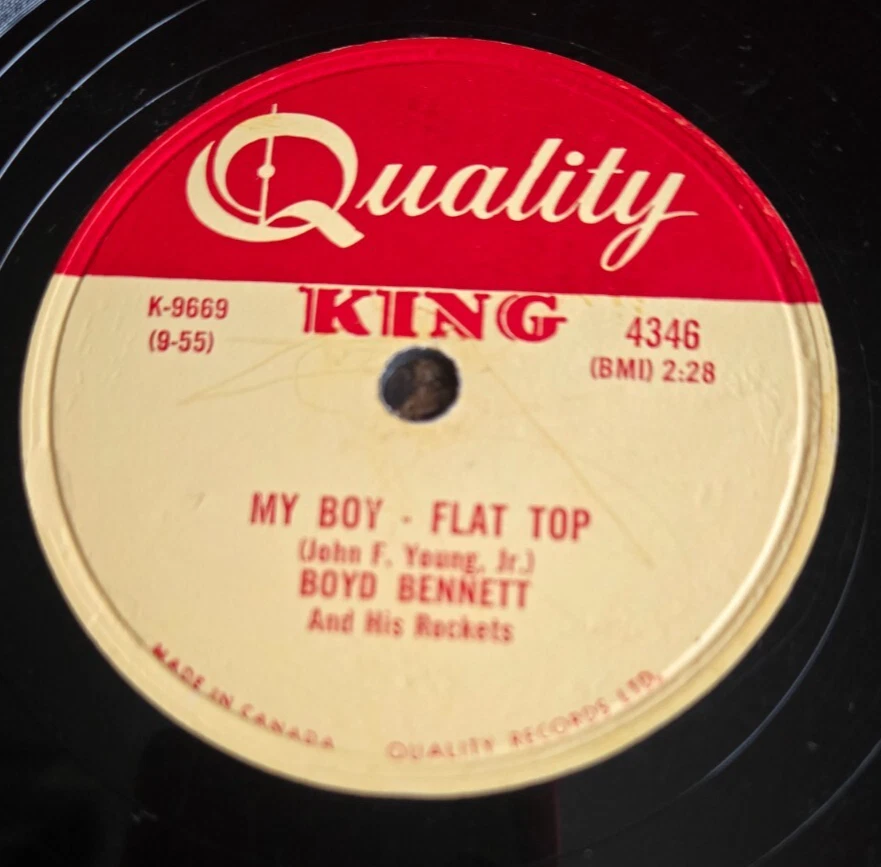 Quality
KING
K-9669
(9-55)
4346
(BMI) 2:28
MY BOY - FLAT TOP
(John F. Young, Jr.)
BOYD BENNETT
And His Rockets
MADE IN CANADA
QUALITY RECORDS LTD.